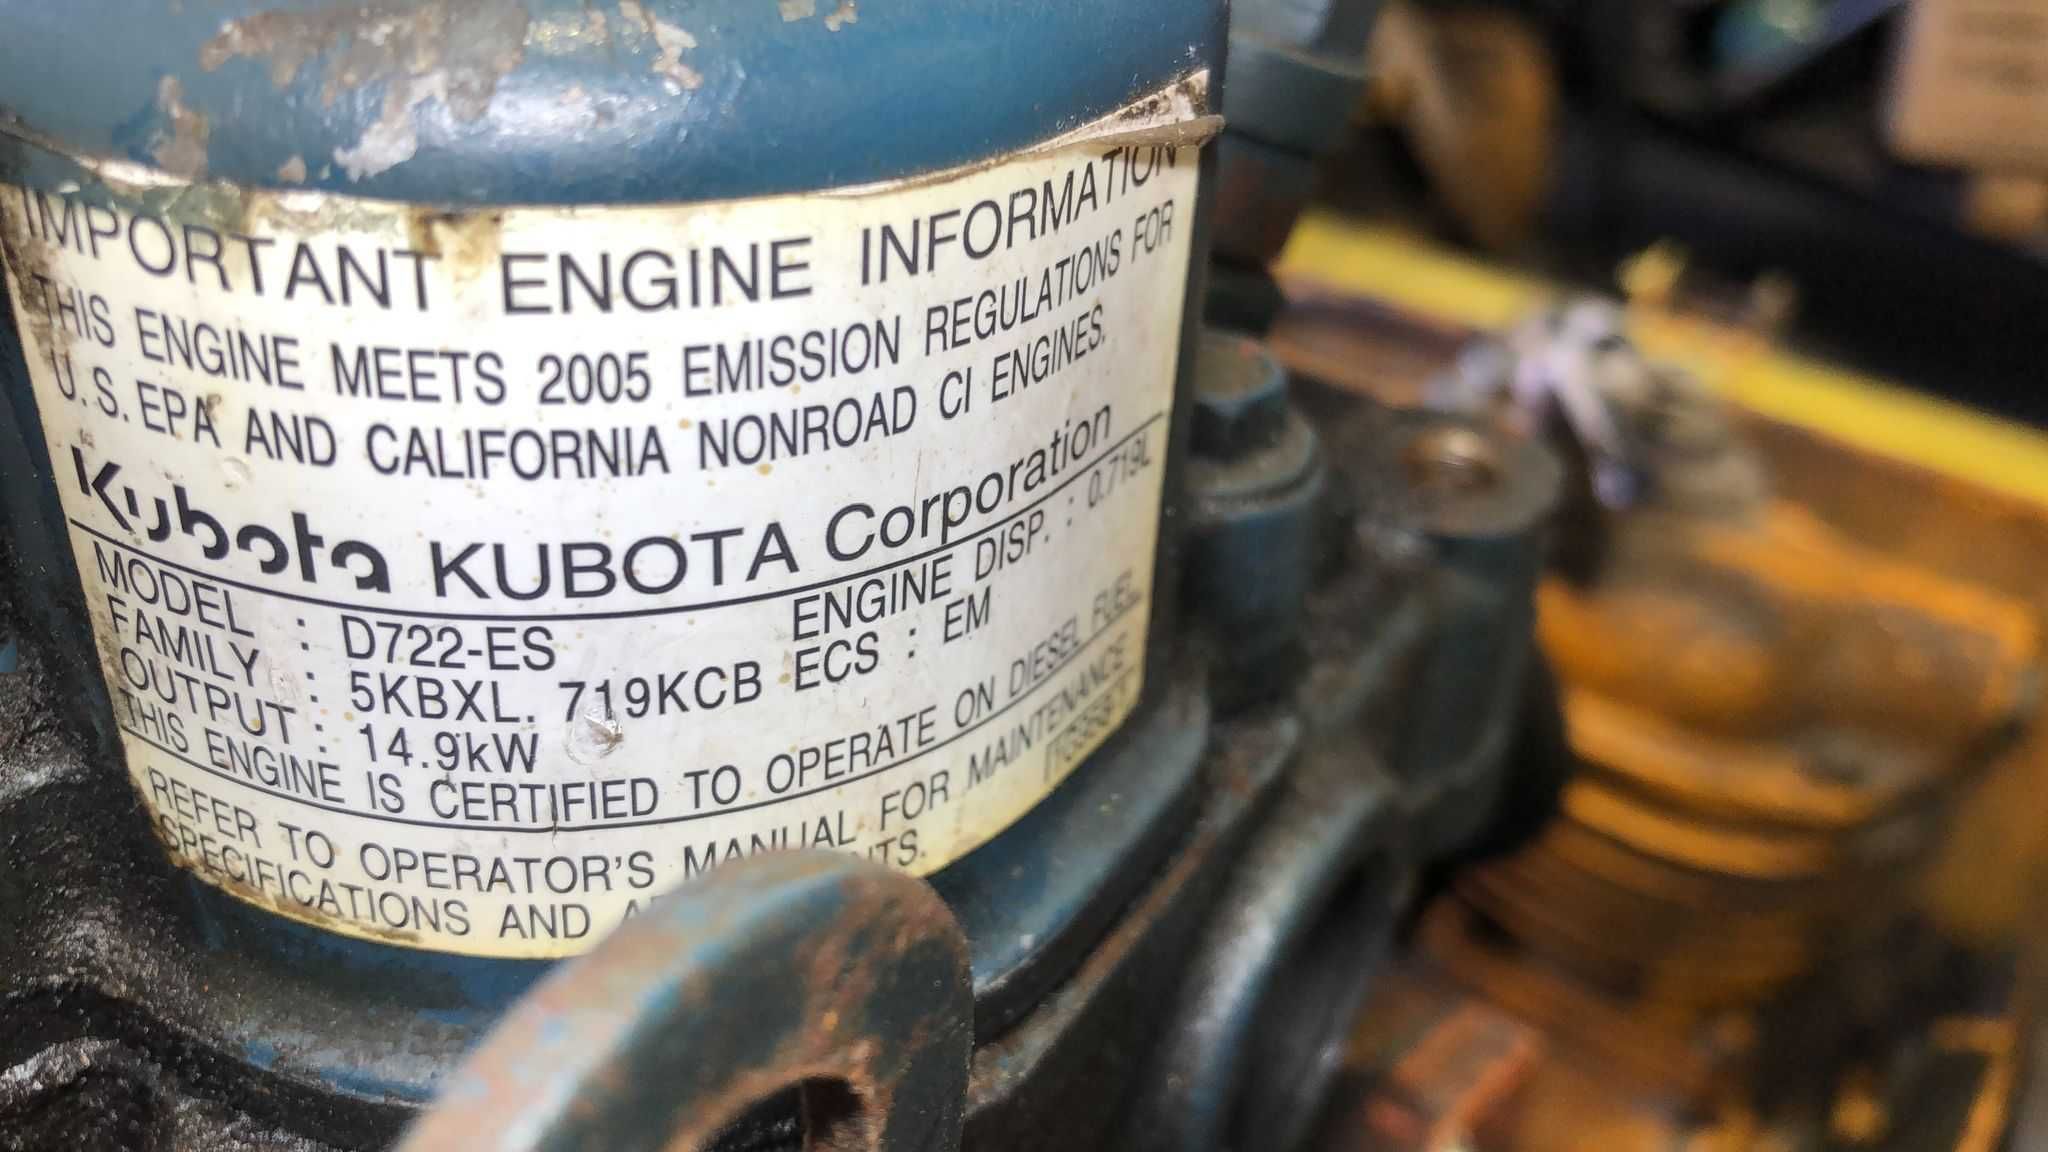 IMPORTANT ENGINE INFORMATION
THIS ENGINE MEETS 2005 EMISSION REGULATIONS FOR
U.S. EPA AND CALIFORNIA NONROAD CI ENGINES.
Kubota KUBOTA Corporation
MODEL : D722-ES ENGINE DISP. : 0.719L
FAMILY : 5KBXL. 719KCB ECS : EM
OUTPUT : 14.9kW
THIS ENGINE IS CERTIFIED TO OPERATE ON DIESEL FUEL
REFER TO OPERATOR'S MANUAL FOR MAINTENANCE
SPECIFICATIONS AND